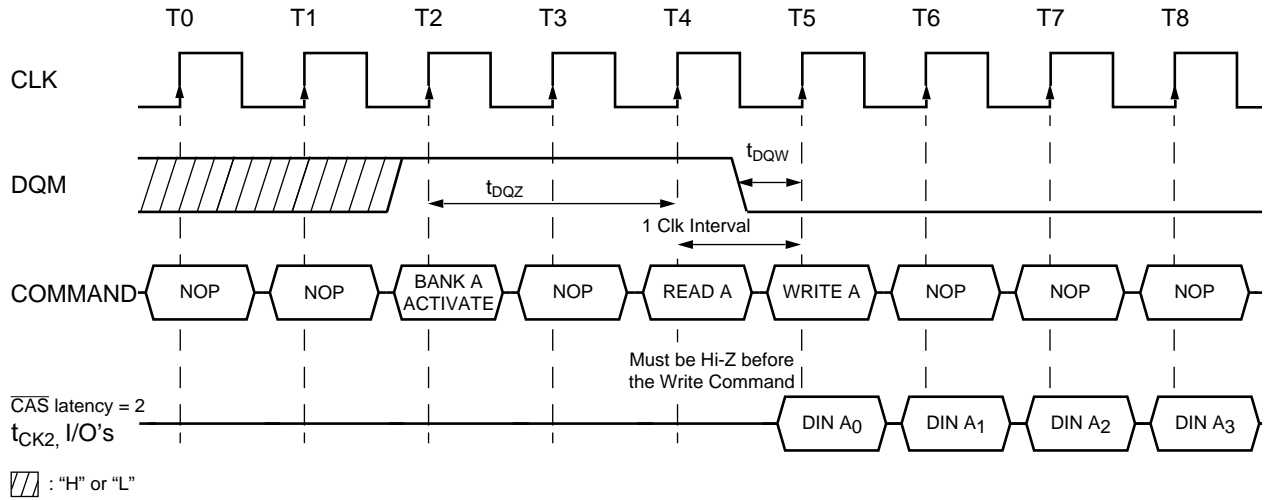 T0 T1 T2 T3 T4 T5 T6 T7 T8
CLK
DQM
tDQW
tDQZ
1 Clk Interval
COMMAND NOP NOP BANK A ACTIVATE NOP READ A WRITE A NOP NOP NOP
Must be Hi-Z before
the Write Command
CAS latency = 2
tCK2, I/O's
DIN A0 DIN A1 DIN A2 DIN A3
: “H” or “L”